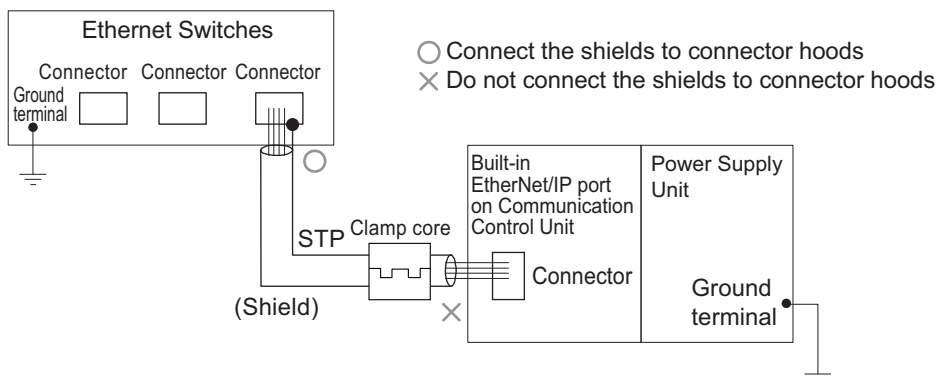 Ethernet Switches
Connector Connector Connector
Ground
terminal
○ Connect the shields to connector hoods
× Do not connect the shields to connector hoods
Built-in
EtherNet/IP port
on Communication
Control Unit
Power Supply
Unit
STP
Clamp core
Connector
(Shield)
Ground
terminal